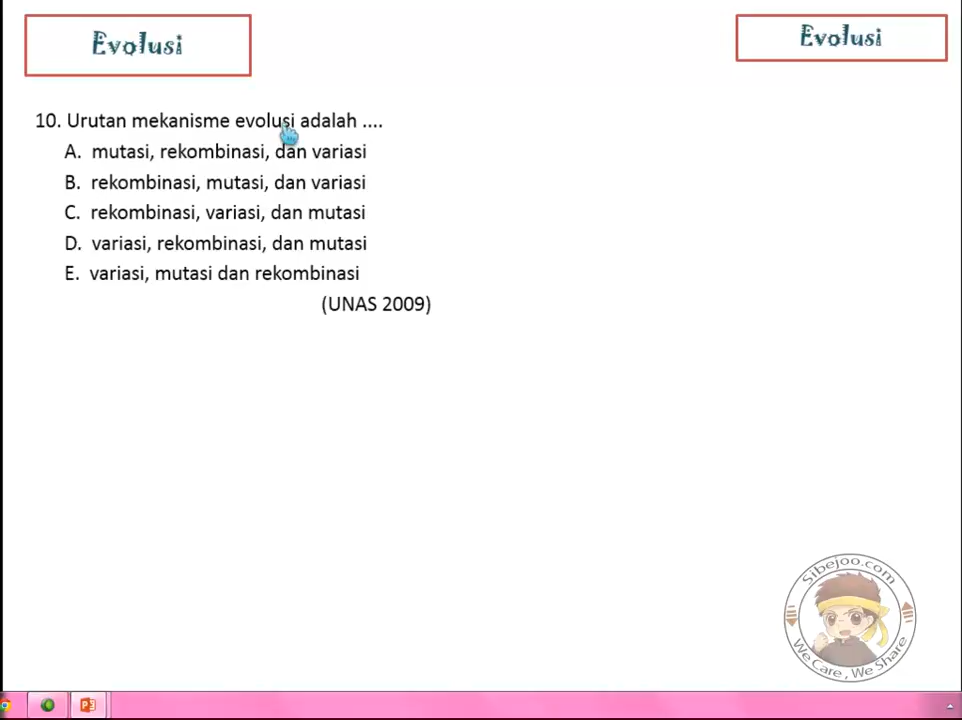 Evolusi
Evolusi
10. Urutan mekanisme evolusi adalah ....
A. mutasi, rekombinasi, dan variasi
B. rekombinasi, mutasi, dan variasi
C. rekombinasi, variasi, dan mutasi
D. variasi, rekombinasi, dan mutasi
E. variasi, mutasi dan rekombinasi
(UNAS 2009)
Sibejoo.com
We Care, We Share